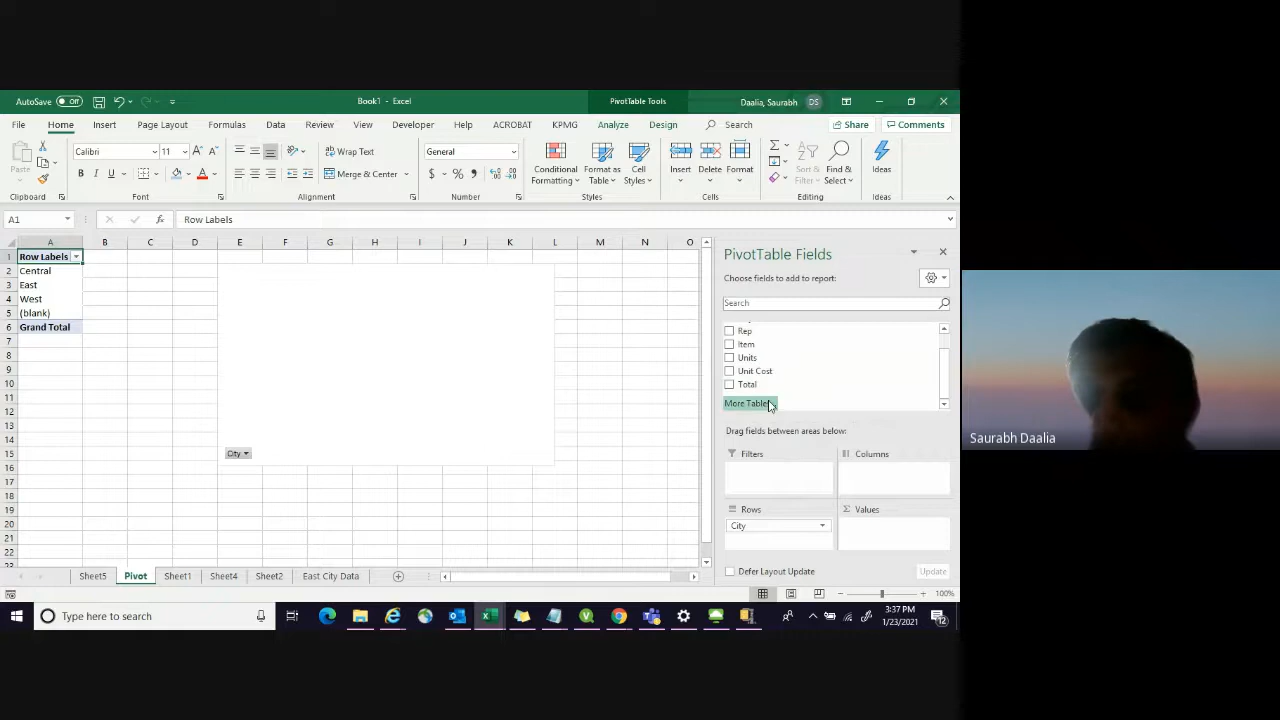 AutoSave Off
Book1 - Excel
PivotTable Tools
Daalia, Saurabh DS
File Home Insert Page Layout Formulas Data Review View Developer Help ACROBAT KPMG Analyze Design Search
Share Comments
Paste
Calibri 11
B I U
Wrap Text
Merge & Center
General
$ % ,
Conditional Formatting
Format as Table
Cell Styles
Insert Delete Format
Sort & Filter
Find & Select
Ideas
Clipboard Font Alignment Number Styles Cells Editing Ideas
A1
fx
Row Labels
A B C D E F G H I J K L M N O
1 Row Labels
2 Central
3 East
4 West
5 (blank)
6 Grand Total
7
8
9
10
11
12
13
14
15
16
17
18
19
20
21
22
City
PivotTable Fields
Choose fields to add to report:
Search
Rep
Item
Units
Unit Cost
Total
More Table
Drag fields between areas below:
Filters
Columns
Rows
Values
City
Defer Layout Update
Update
Sheet5 Pivot Sheet1 Sheet4 Sheet2 East City Data
100%
Type here to search
3:37 PM
1/23/2021
12
Saurabh Daalia